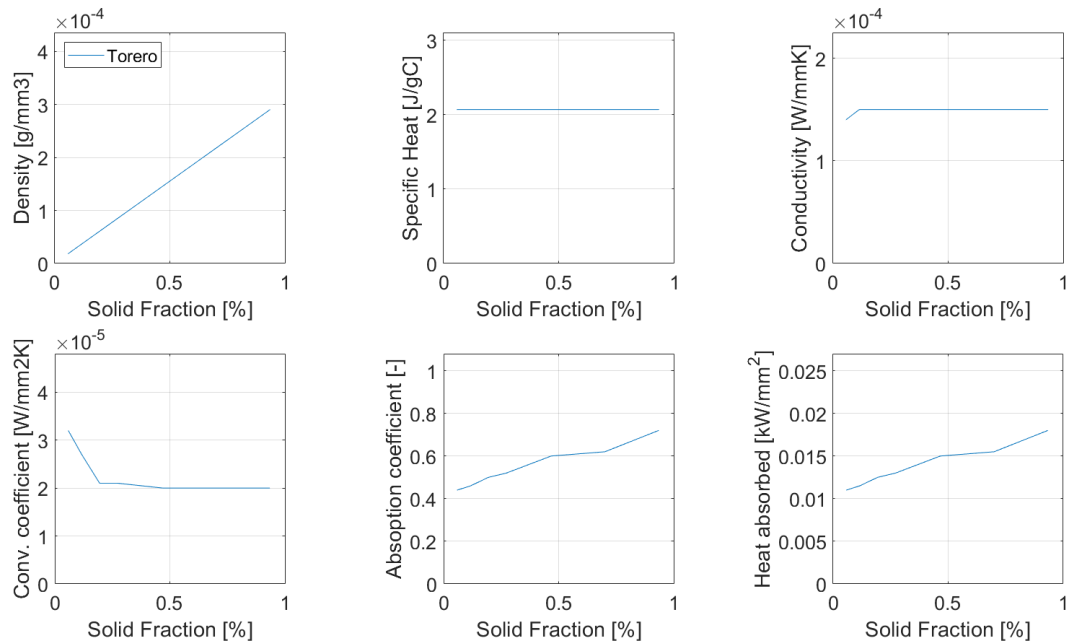 ×10-4
4
3
2
1
0
0 0.5 1
Density [g/mm3]
Solid Fraction [%]
Torero
3
2
1
0
0 0.5 1
Specific Heat [J/gC]
Solid Fraction [%]
×10-4
2
1
0
0 0.5 1
Conductivity [W/mmK]
Solid Fraction [%]
×10-5
4
3
2
1
0
0 0.5 1
Conv. coefficient [W/mm2K]
Solid Fraction [%]
1
0.8
0.6
0.4
0.2
0
0 0.5 1
Absoption coefficient [-]
Solid Fraction [%]
0.025
0.02
0.015
0.01
0.005
0
0 0.5 1
Heat absorbed [kW/mm2]
Solid Fraction [%]